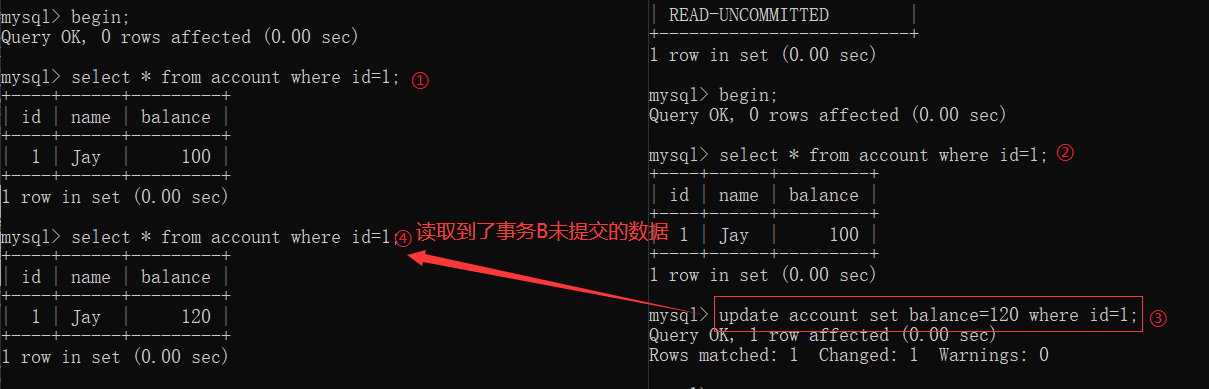 mysql> begin;
Query OK, 0 rows affected (0.00 sec)
mysql> select * from account where id=1; ①
+----+------+---------+
| id | name | balance |
+----+------+---------+
| 1 | Jay | 100 |
+----+------+---------+
1 row in set (0.00 sec)
mysql> select * from account where id=1; ④ 读取到了事务B未提交的数据
+----+------+---------+
| id | name | balance |
+----+------+---------+
| 1 | Jay | 120 |
+----+------+---------+
1 row in set (0.00 sec)
| READ-UNCOMMITTED |
+-------------------------+
1 row in set (0.00 sec)
mysql> begin;
Query OK, 0 rows affected (0.00 sec)
mysql> select * from account where id=1; ②
+----+------+---------+
| id | name | balance |
+----+------+---------+
| 1 | Jay | 100 |
+----+------+---------+
1 row in set (0.00 sec)
mysql> update account set balance=120 where id=1; ③
Query OK, 1 row affected (0.00 sec)
Rows matched: 1 Changed: 1 Warnings: 0